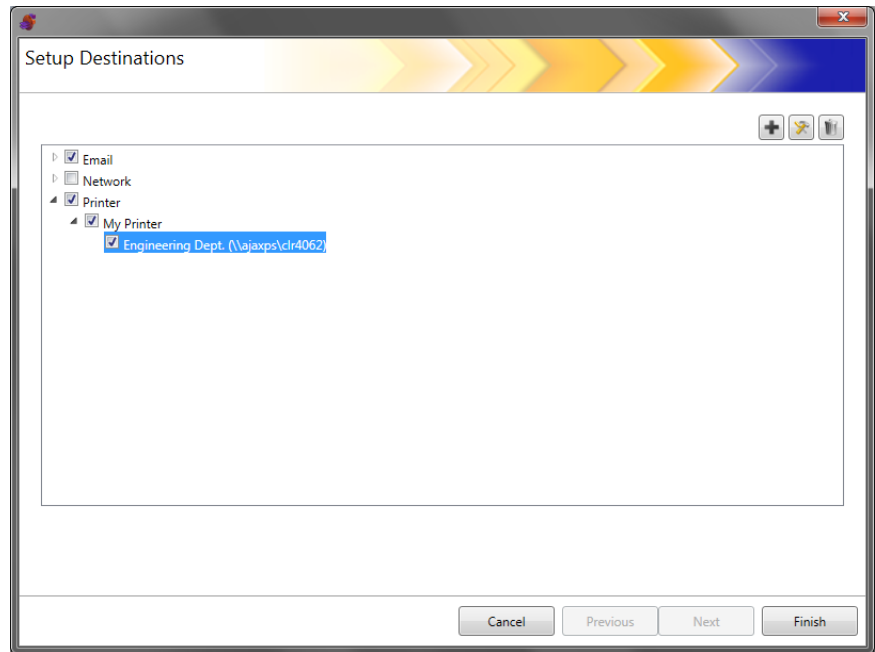 Setup Destinations
Email
Network
Printer
My Printer
Engineering Dept. (\\ajaxps\clr4062)
Cancel Previous Next Finish